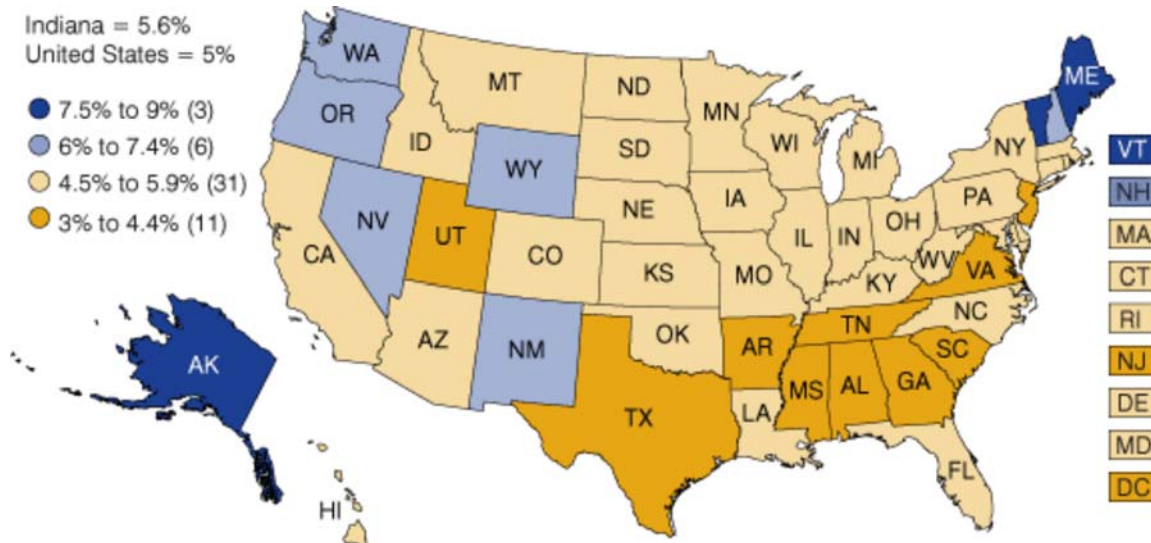 Indiana = 5.6%
United States = 5%
7.5% to 9% (3)
6% to 7.4% (6)
4.5% to 5.9% (31)
3% to 4.4% (11)
WA
MT
ND
MN
ME
OR
ID
SD
WI
MI
NY
VT
WY
NH
NV
UT
NE
IA
PA
MA
CA
CO
KS
MO
IL
IN
OH
WV
VA
KY
CT
RI
AZ
NM
OK
AR
TN
NC
SC
NJ
AK
TX
LA
MS
AL
GA
DE
MD
HI
FL
DC